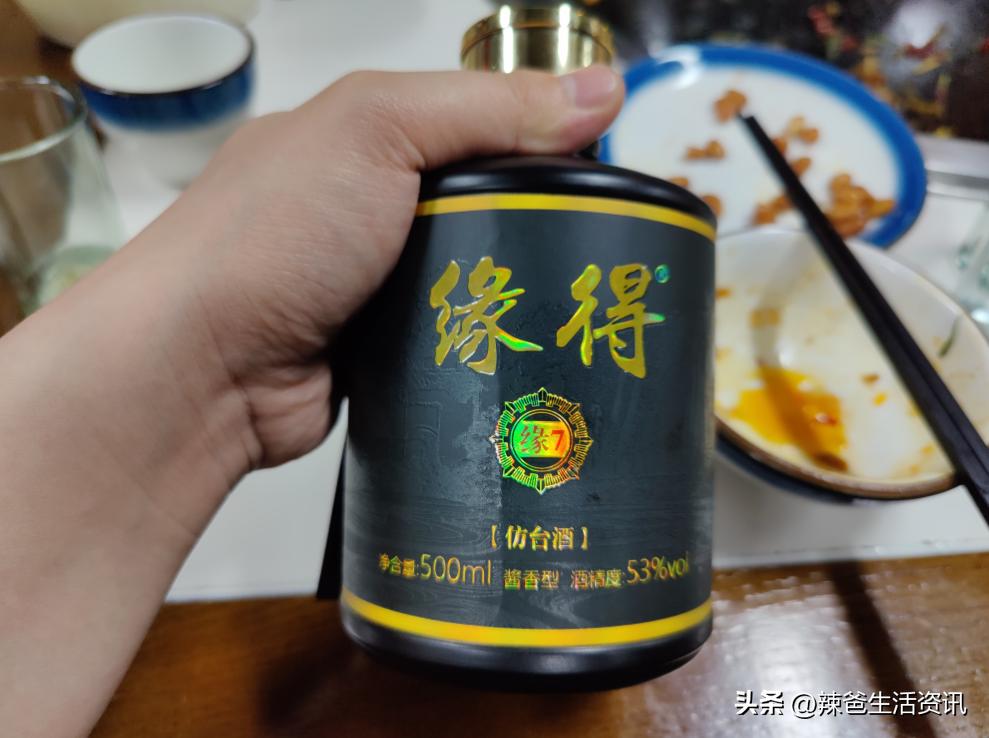 缘得®
缘7
【仿台酒】
净含量:500ml 酱香型 酒精度:53%vol
头条 @辣爸生活资讯